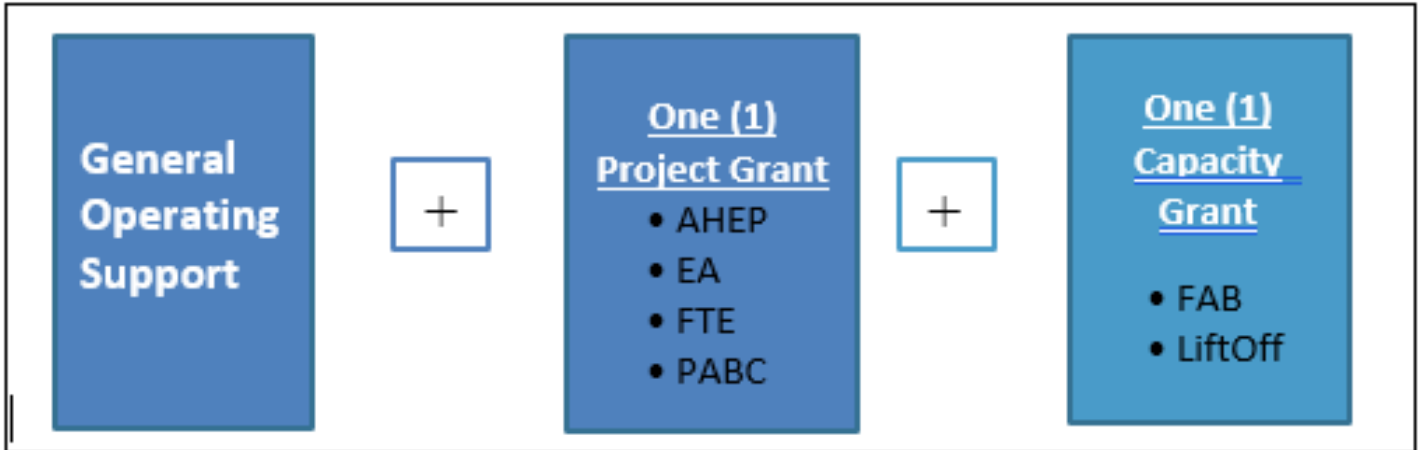 General
Operating
Support
+
One (1)
Project Grant
• AHEP
• EA
• FTE
• PABC
+
One (1)
Capacity
Grant
• FAB
• LiftOff